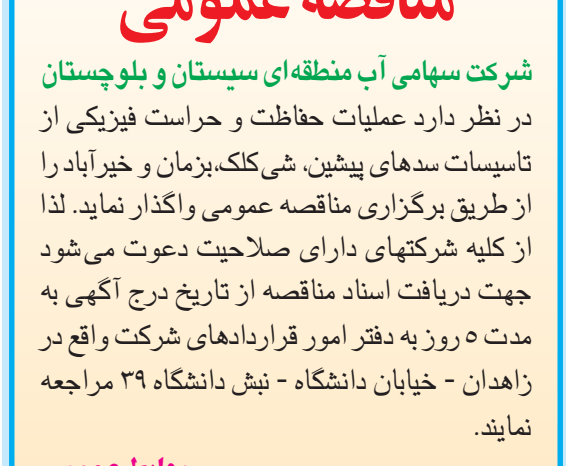 مناقصه عمومی
شرکت سهامی آب منطقه‌ای سیستان و بلوچستان
در نظر دارد عملیات حفاظت و حراست فیزیکی از
تاسیسات سدهای پیشین، شی‌کلک،بزمان و خیرآباد را
از طریق برگزاری مناقصه عمومی واگذار نماید. لذا
از کلیه شرکتهای دارای صلاحیت دعوت می‌شود
جهت دریافت اسناد مناقصه از تاریخ درج آگهی به
مدت ۵ روز به دفتر امور قراردادهای شرکت واقع در
زاهدان - خیابان دانشگاه - نبش دانشگاه ۳۹ مراجعه
نمایند.